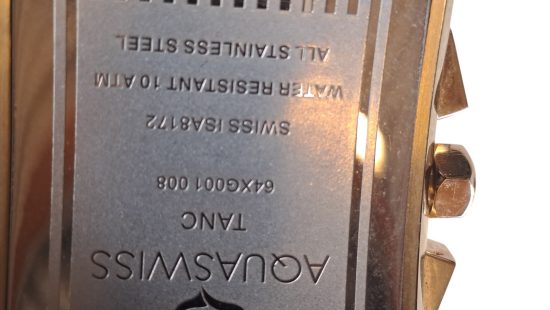 AQUASWISS
TANC
64XG001 008
SWISS ISA8172
WATER RESISTANT 10 ATM
ALL STAINLESS STEEL